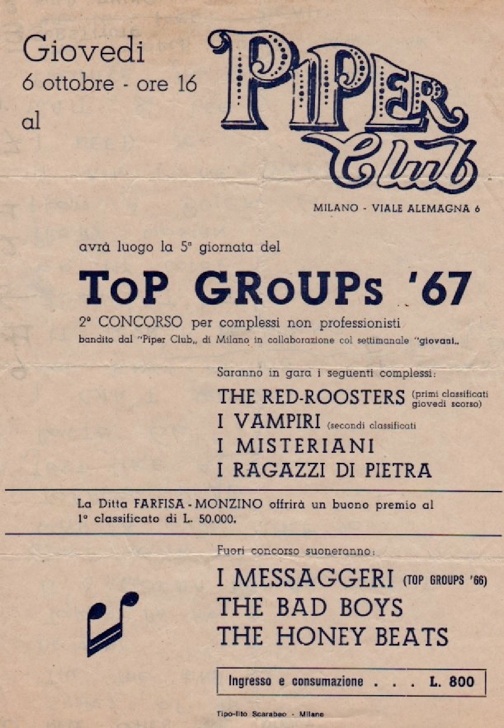 Giovedi
6 ottobre - ore 16
al
PIPER
Club
MILANO - VIALE ALEMAGNA 6
avrà luogo la 5ª giornata del
ToP GRoUPs '67
2º CONCORSO per complessi non professionisti
bandito dal "Piper Club„ di Milano in collaborazione col settimanale "giovani„
Saranno in gara i seguenti complessi:
THE RED-ROOSTERS (primi classificati
giovedi scorso)
I VAMPIRI (secondi classificati
I MISTERIANI
I RAGAZZI DI PIETRA
La Ditta FARFISA - MONZINO offrirà un buono premio al
1º classificato di L. 50.000.
Fuori concorso suoneranno:
I MESSAGGERI (TOP GROUPS '66)
THE BAD BOYS
THE HONEY BEATS
Ingresso e consumazione . . . L. 800
Tipo-lito Scarabeo - Milano